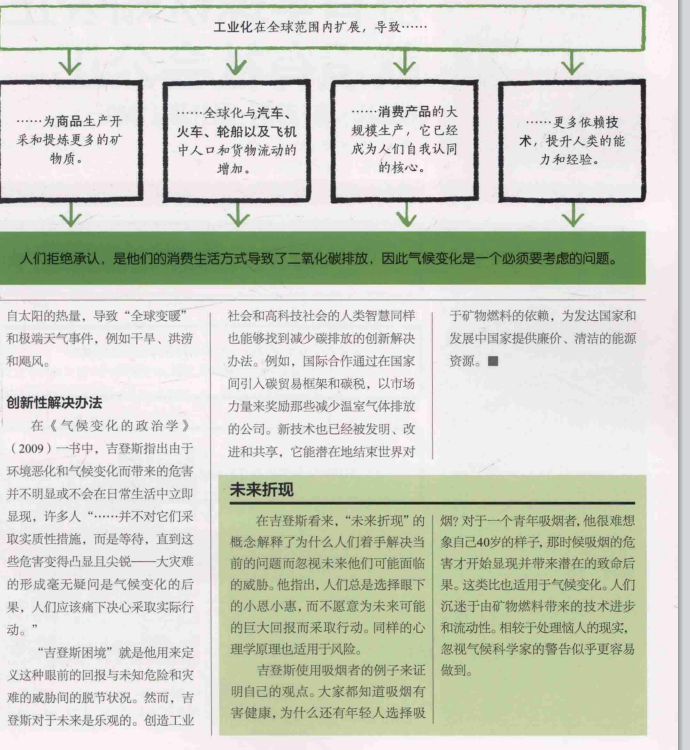 工业化在全球范围内扩展，导致……
……为商品生产开
采和提炼更多的矿
物质。
……全球化与汽车、
火车、轮船以及飞机
中人口和货物流动的
增加。
……消费产品的大
规模生产，它已经
成为人们自我认同
的核心。
……更多依赖技
术，提升人类的能
力和经验。
人们拒绝承认，是他们的消费生活方式导致了二氧化碳排放，因此气候变化是一个必须要考虑的问题。
自太阳的热量，导致“全球变暖”
和极端天气事件，例如干旱、洪涝
和飓风。
创新性解决办法
在《气候变化的政治学》
（2009）一书中，吉登斯指出由于
环境恶化和气候变化而带来的危害
并不明显或不会在日常生活中立即
显现，许多人“……并不对它们采
取实质性措施，而是等待，直到这
些危害变得凸显且尖锐——大灾难
的形成毫无疑问是气候变化的后
果，人们应该痛下决心采取实际行
动。”
“吉登斯困境”就是他用来定
义这种眼前的回报与未知危险和灾
难的威胁间的脱节状况。然而，吉
登斯对于未来是乐观的。创造工业
社会和高科技社会的人类智慧同样
也能够找到减少碳排放的创新解决
办法。例如，国际合作通过在国家
间引入碳贸易框架和碳税，以市场
力量来奖励那些减少温室气体排放
的公司。新技术也已经被发明、改
进和共享，它能潜在地结束世界对
于矿物燃料的依赖，为发达国家和
发展中国家提供廉价、清洁的能源
资源。■
未来折现
在吉登斯看来，“未来折现”的
概念解释了为什么人们着手解决当
前的问题而忽视未来他们可能面临
的威胁。他指出，人们总是选择眼下
的小恩小惠，而不愿意为未来可能
的巨大回报而采取行动。同样的心
理学原理也适用于风险。
吉登斯使用吸烟者的例子来证
明自己的观点。大家都知道吸烟有
害健康，为什么还有年轻人选择吸
烟？对于一个青年吸烟者，他很难想
象自己40岁的样子，那时候吸烟的危
害才开始显现并带来潜在的致命后
果。这类比也适用于气候变化。人们
沉迷于由矿物燃料带来的技术进步
和流动性。相较于处理恼人的现实，
忽视气候科学家的警告似乎更容易
做到。